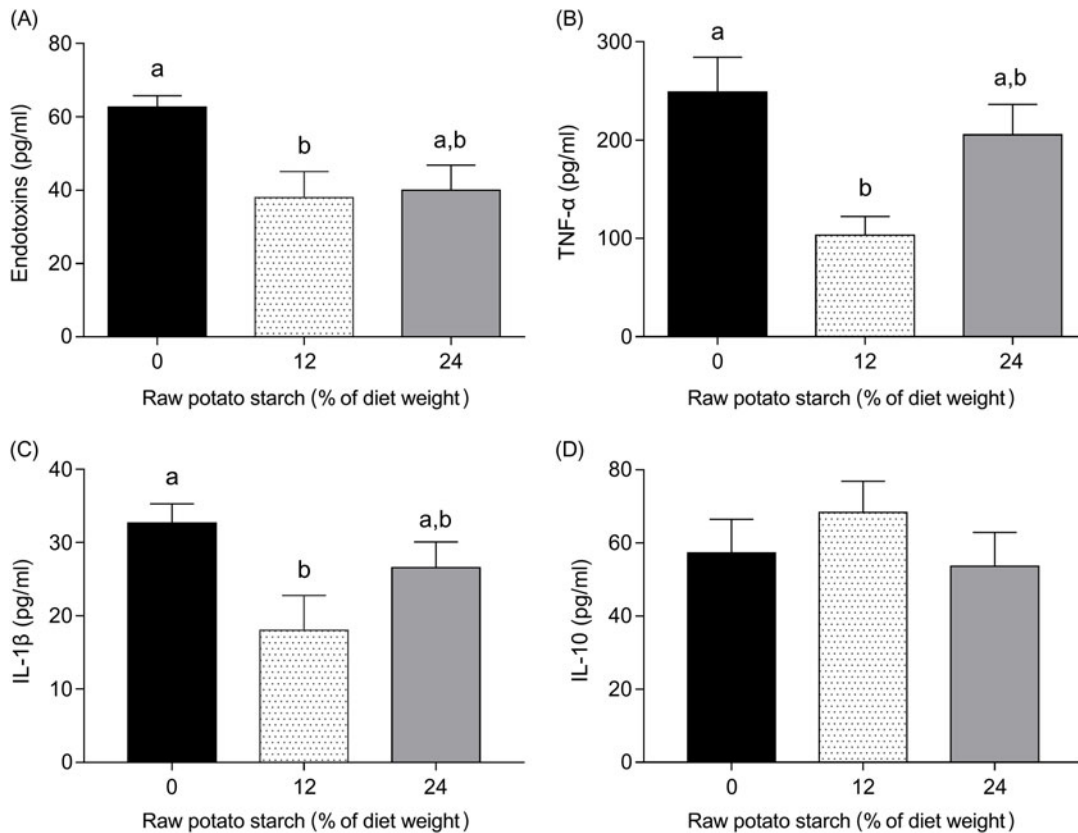 (A)
80
60
40
20
0
Endotoxins (pg/ml)
a
b
a,b
0
12
24
Raw potato starch (% of diet weight)
(B)
300
200
100
0
TNF-α (pg/ml)
a
b
a,b
0
12
24
Raw potato starch (% of diet weight)
(C)
40
30
20
10
0
IL-1β (pg/ml)
a
b
a,b
0
12
24
Raw potato starch (% of diet weight)
(D)
80
60
40
20
0
IL-10 (pg/ml)
0
12
24
Raw potato starch (% of diet weight)